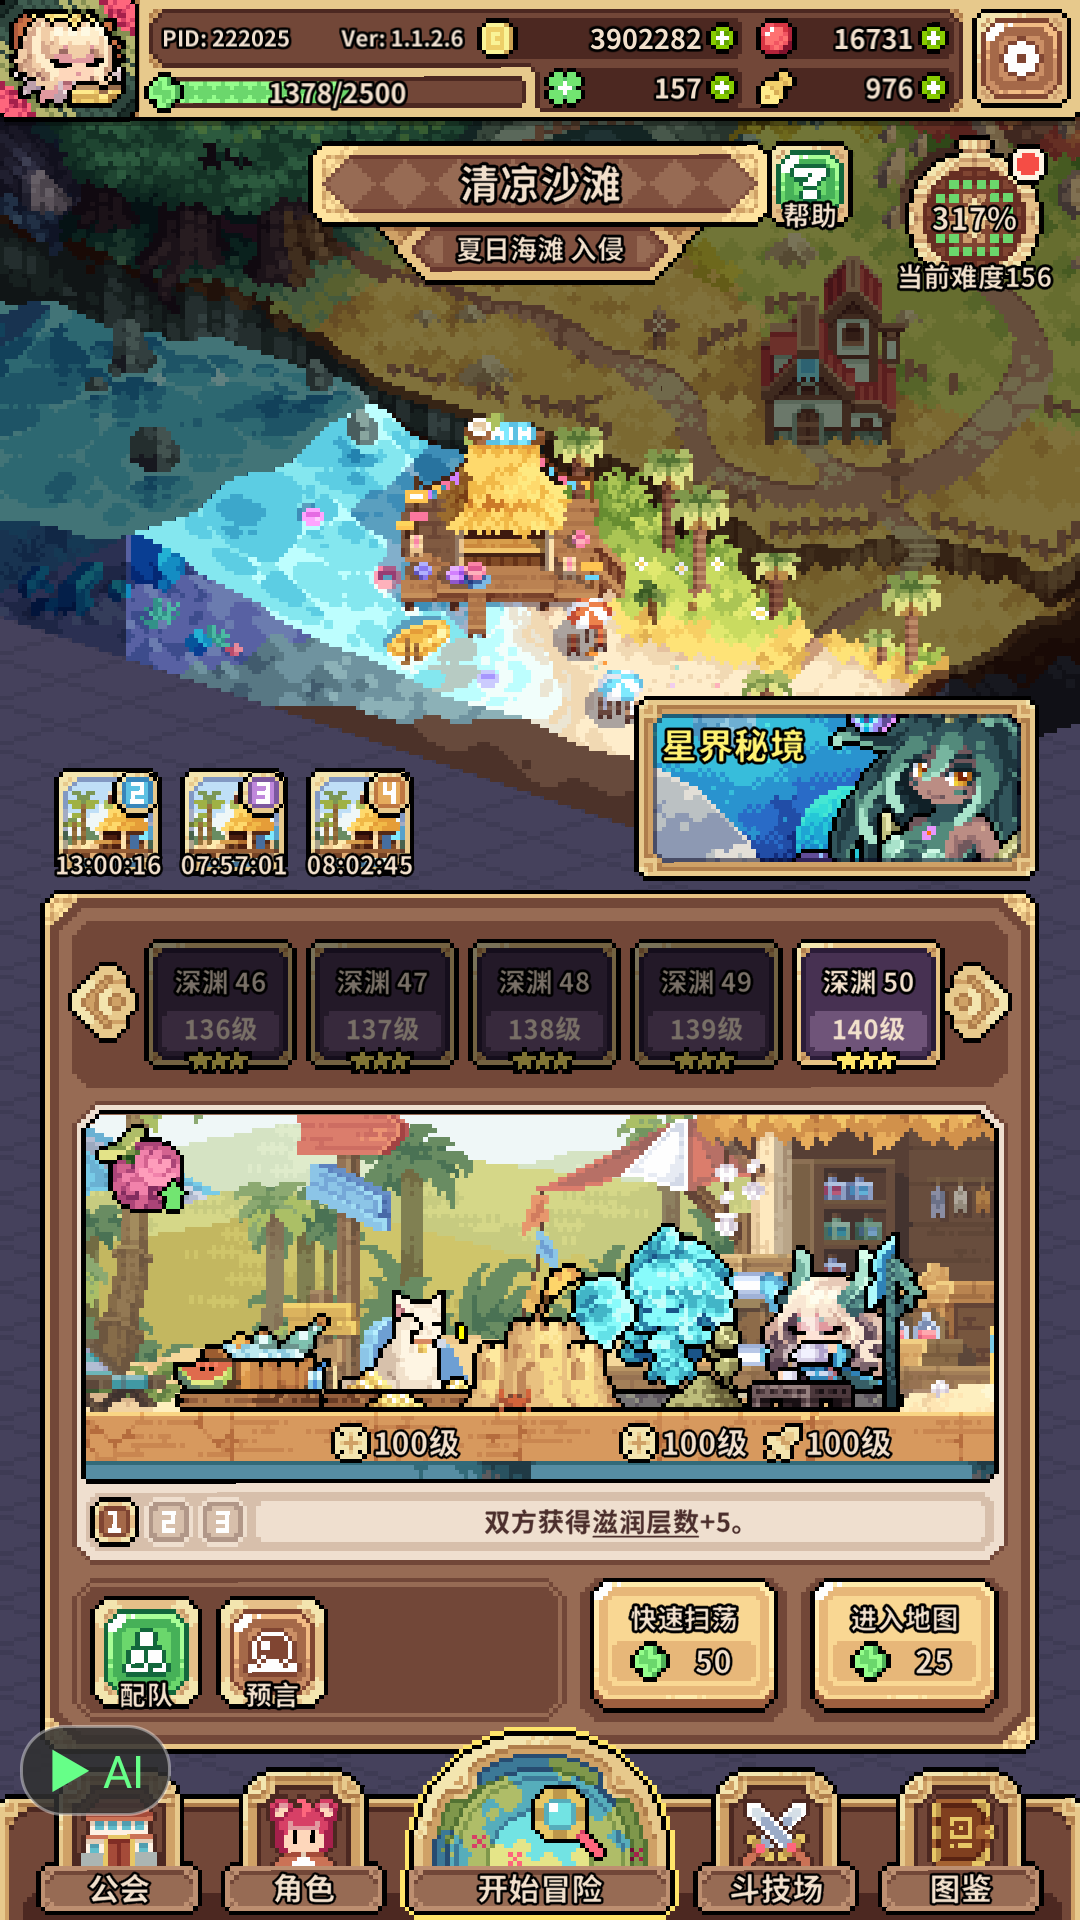 PID: 222025 Ver: 1.1.2.6 3902282 16731
1378/2500 157 976
清凉沙滩
帮助
夏日海滩 入侵
317%
当前难度156
星界秘境
2 3 4
13:00:16 07:57:01 08:02:45
深渊 46 深渊 47 深渊 48 深渊 49 深渊 50
136级 137级 138级 139级 140级
100级 100级 100级
1 2 3 双方获得滋润层数+5。
快速扫荡 进入地图
50 25
配队 预言
AI
公会 角色 开始冒险 斗技场 图鉴